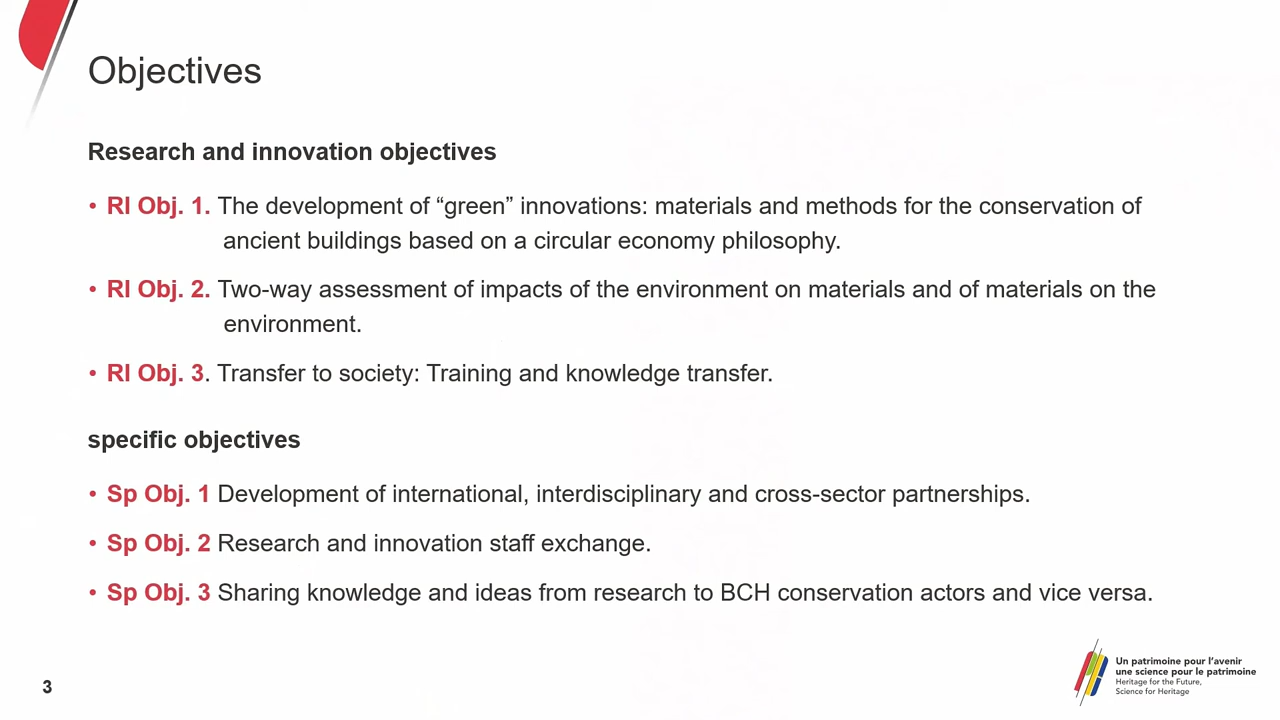 Objectives
Research and innovation objectives
• RI Obj. 1. The development of “green” innovations: materials and methods for the conservation of
ancient buildings based on a circular economy philosophy.
• RI Obj. 2. Two-way assessment of impacts of the environment on materials and of materials on the
environment.
• RI Obj. 3. Transfer to society: Training and knowledge transfer.
specific objectives
• Sp Obj. 1 Development of international, interdisciplinary and cross-sector partnerships.
• Sp Obj. 2 Research and innovation staff exchange.
• Sp Obj. 3 Sharing knowledge and ideas from research to BCH conservation actors and vice versa.
3
Un patrimoine pour l’avenir
une science pour le patrimoine
Heritage for the Future,
Science for Heritage